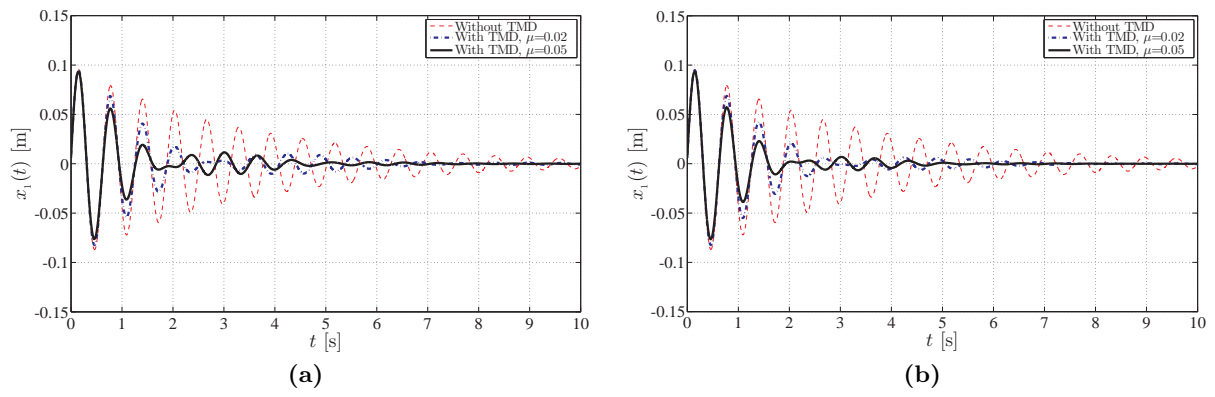 0.15
0.1
0.05
0
-0.05
-0.1
-0.15
x₁(t) [m]
Without TMD
With TMD, μ=0.02
With TMD, μ=0.05
0 1 2 3 4 5 6 7 8 9 10
t [s]
(a)
0.15
0.1
0.05
0
-0.05
-0.1
-0.15
x₁(t) [m]
Without TMD
With TMD, μ=0.02
With TMD, μ=0.05
0 1 2 3 4 5 6 7 8 9 10
t [s]
(b)